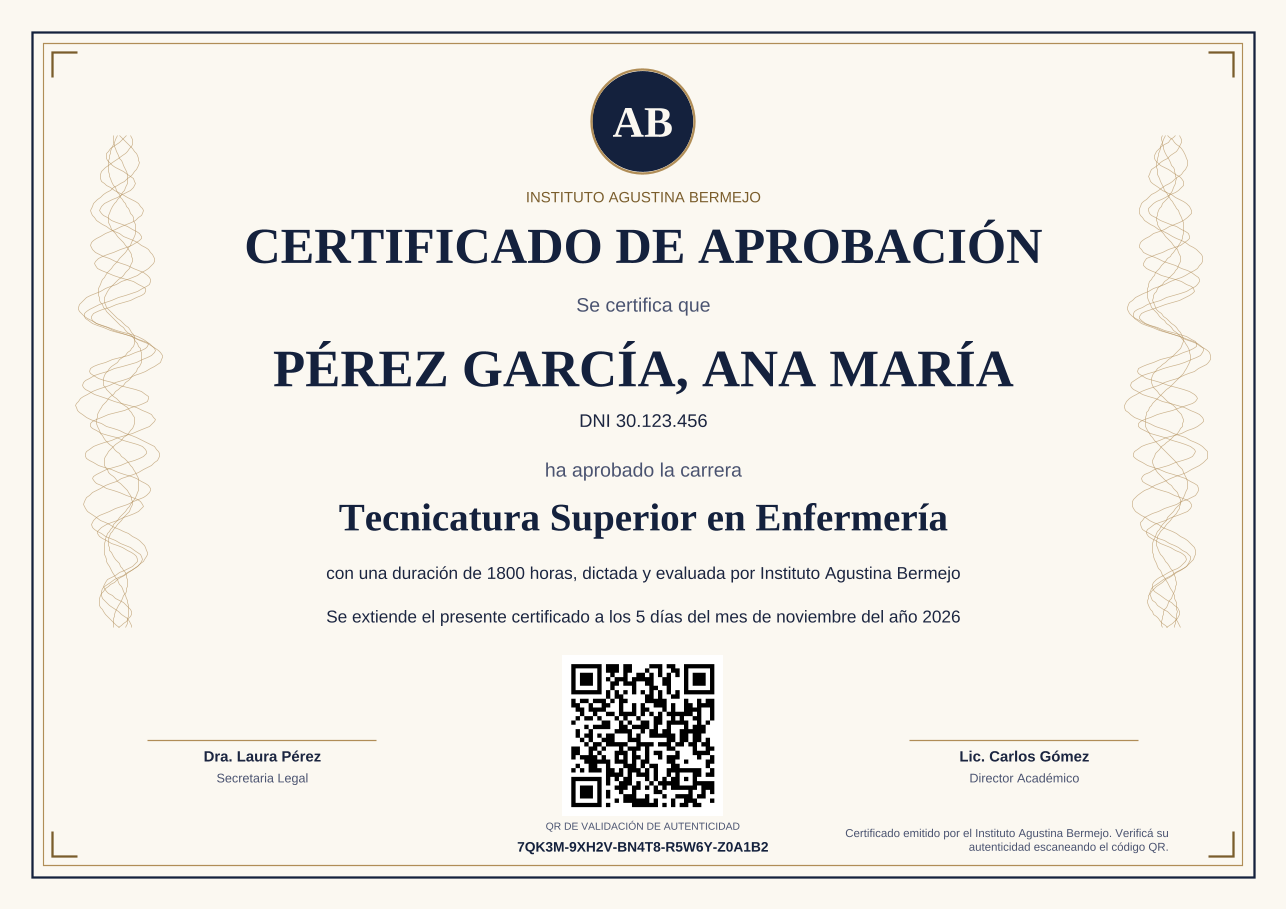 AB
INSTITUTO AGUSTINA BERMEJO
CERTIFICADO DE APROBACIÓN
Se certifica que
PÉREZ GARCÍA, ANA MARÍA
DNI 30.123.456
ha aprobado la carrera
Tecnicatura Superior en Enfermería
con una duración de 1800 horas, dictada y evaluada por Instituto Agustina Bermejo
Se extiende el presente certificado a los 5 días del mes de noviembre del año 2026
Dra. Laura Pérez
Secretaria Legal
Lic. Carlos Gómez
Director Académico
QR DE VALIDACIÓN DE AUTENTICIDAD
7QK3M-9XH2V-BN4T8-R5W6Y-Z0A1B2
Certificado emitido por el Instituto Agustina Bermejo. Verificá su
autenticidad escaneando el código QR.